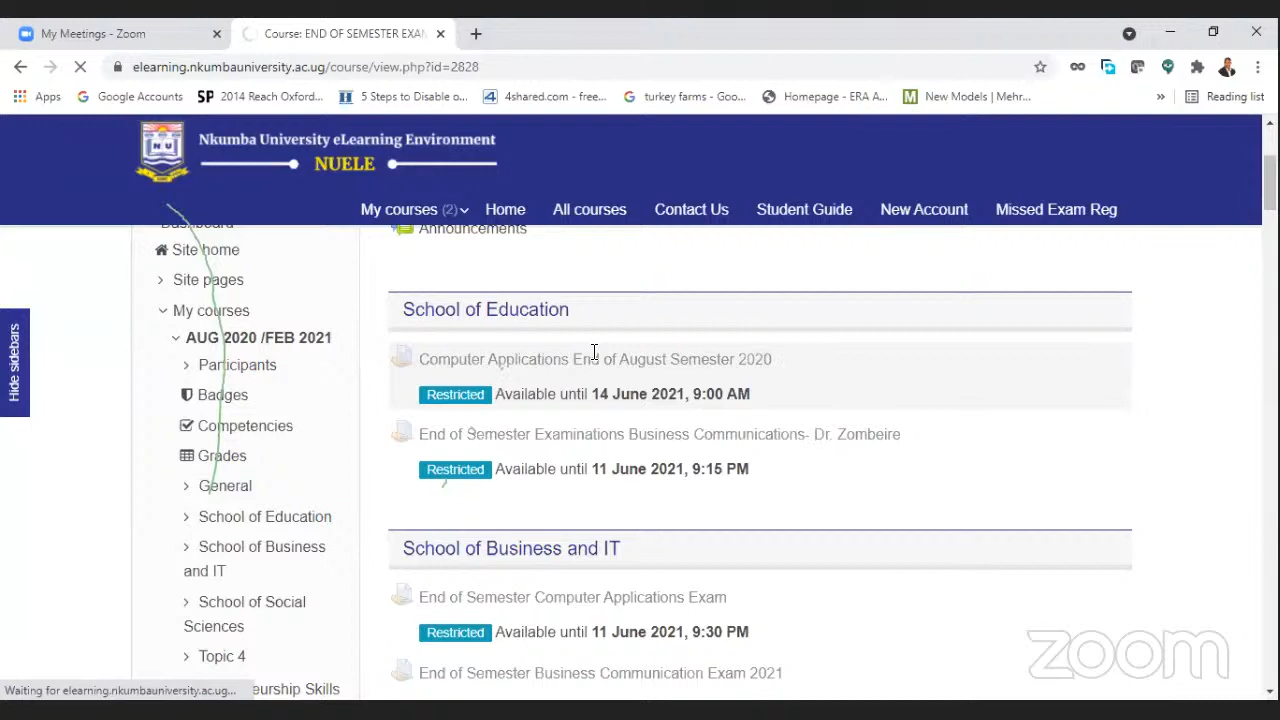 My Meetings - Zoom
Course: END OF SEMESTER EXAM
elearning.nkumbauniversity.ac.ug/course/view.php?id=2828
Apps
Google Accounts
SP 2014 Reach Oxford...
5 Steps to Disable o...
4shared.com - free...
turkey farms - Goo...
Homepage - ERA A...
M New Models | Mehr...
»
Reading list
Nkumba University eLearning Environment
NUELE
My courses (2)
Home
All courses
Contact Us
Student Guide
New Account
Missed Exam Reg
Hide sidebars
Dashboard
Site home
Site pages
My courses
AUG 2020 /FEB 2021
Participants
Badges
Competencies
Grades
General
School of Education
School of Business
and IT
School of Social
Sciences
Topic 4
eurship Skills
Announcements
School of Education
Computer Applications End of August Semester 2020
Restricted Available until 14 June 2021, 9:00 AM
End of Semester Examinations Business Communications- Dr. Zombeire
Restricted Available until 11 June 2021, 9:15 PM
School of Business and IT
End of Semester Computer Applications Exam
Restricted Available until 11 June 2021, 9:30 PM
End of Semester Business Communication Exam 2021
Waiting for elearning.nkumbauniversity.ac.ug...
zoom